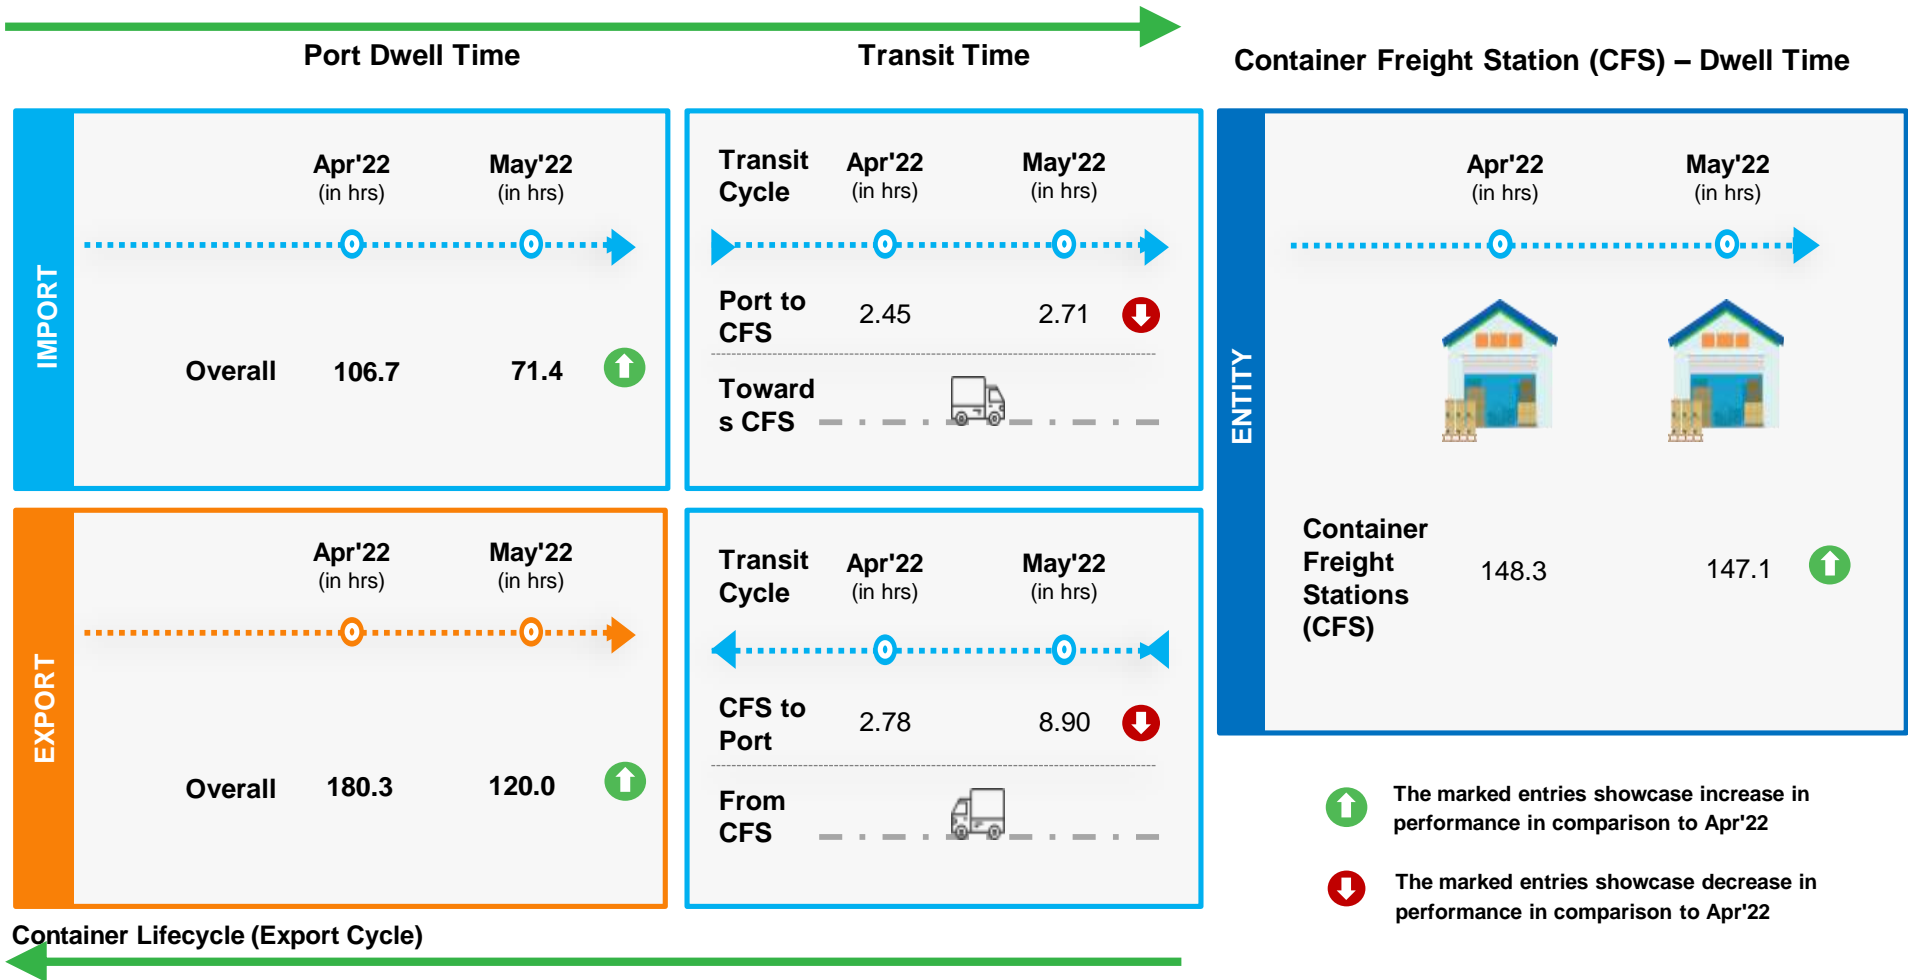 Port Dwell Time
Transit Time
Container Freight Station (CFS) – Dwell Time
IMPORT
Apr'22
(in hrs)
May'22
(in hrs)
Overall 106.7 71.4
Transit
Cycle
Apr'22
(in hrs)
May'22
(in hrs)
Port to
CFS
2.45 2.71
Toward
s CFS
ENTITY
Apr'22
(in hrs)
May'22
(in hrs)
Container
Freight
Stations
(CFS)
148.3 147.1
EXPORT
Apr'22
(in hrs)
May'22
(in hrs)
Overall 180.3 120.0
Transit
Cycle
Apr'22
(in hrs)
May'22
(in hrs)
CFS to
Port
2.78 8.90
From
CFS
The marked entries showcase increase in
performance in comparison to Apr'22
The marked entries showcase decrease in
performance in comparison to Apr'22
Container Lifecycle (Export Cycle)